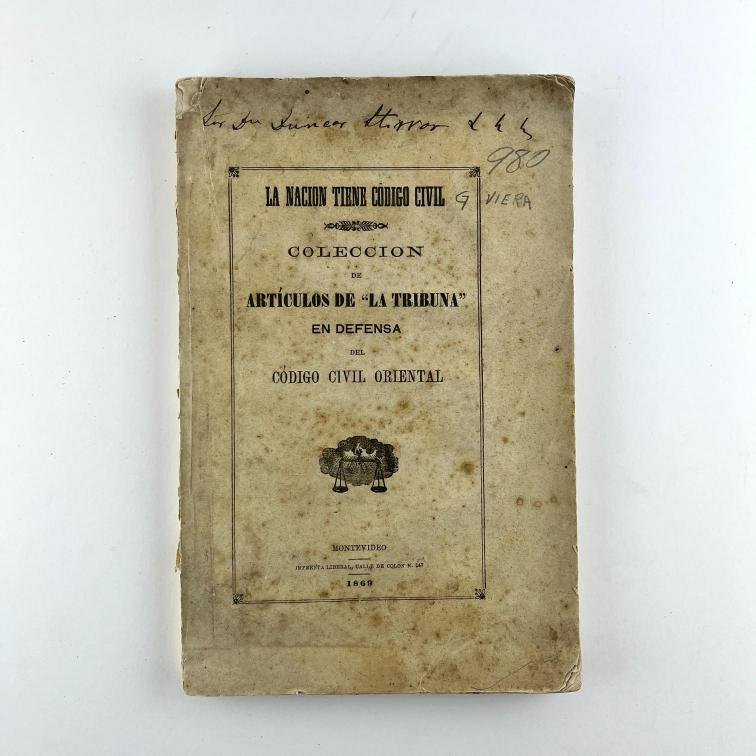 980
G VIERA
LA NACION TIENE CÓDIGO CIVIL
COLECCION
DE
ARTÍCULOS DE "LA TRIBUNA"
EN DEFENSA
DEL
CÓDIGO CIVIL ORIENTAL
MONTEVIDEO
IMPRENTA LIBERAL, CALLE DE COLON N. 147
1869